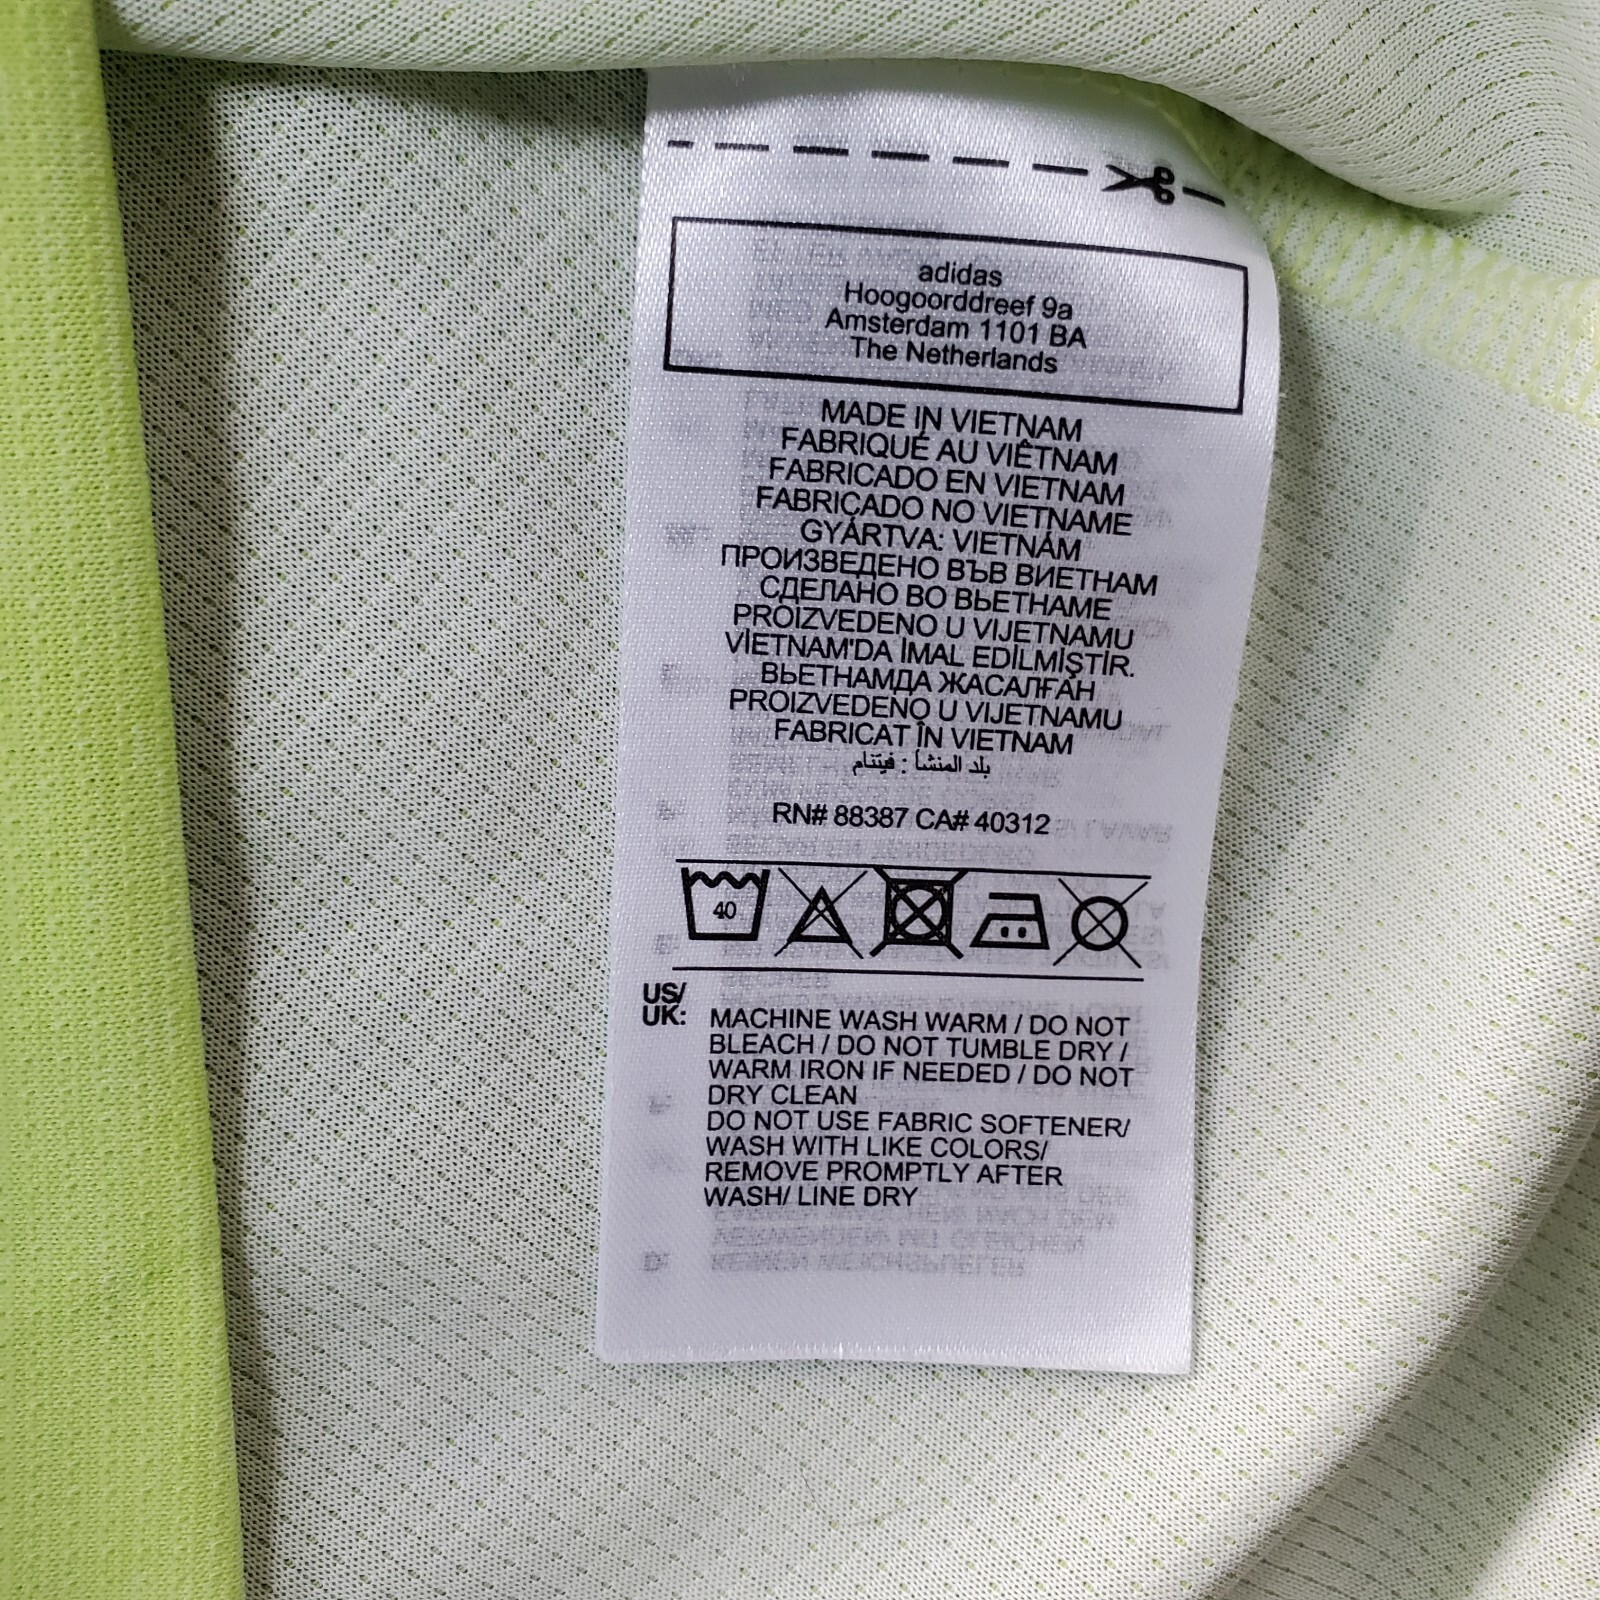 adidas
Hoogoorddreef 9a
Amsterdam 1101 BA
The Netherlands
MADE IN VIETNAM
FABRIQUÉ AU VIÊTNAM
FABRICADO EN VIETNAM
FABRICADO NO VIETNAME
GYÁRTVA: VIETNÁM
ПРОИЗВЕДЕНО ВЪВ ВИЕТНАМ
СДЕЛАНО ВО ВЬЕТНАМЕ
PROIZVEDENO U VIJETNAMU
VİETNAM'DA İMAL EDİLMİŞTİR.
ВЬЕТНАМДА ЖАСАЛҒАН
PROIZVEDENO U VIJETNAMU
FABRICAT ÎN VIETNAM
بلد المنشأ : فيتنام
RN# 88387 CA# 40312
40
US/
UK:
MACHINE WASH WARM / DO NOT
BLEACH / DO NOT TUMBLE DRY /
WARM IRON IF NEEDED / DO NOT
DRY CLEAN
DO NOT USE FABRIC SOFTENER/
WASH WITH LIKE COLORS/
REMOVE PROMPTLY AFTER
WASH/ LINE DRY